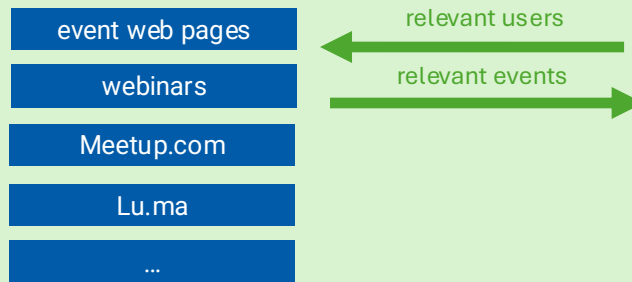 event web pages
webinars
Meetup.com
Lu.ma
...
relevant users
relevant events